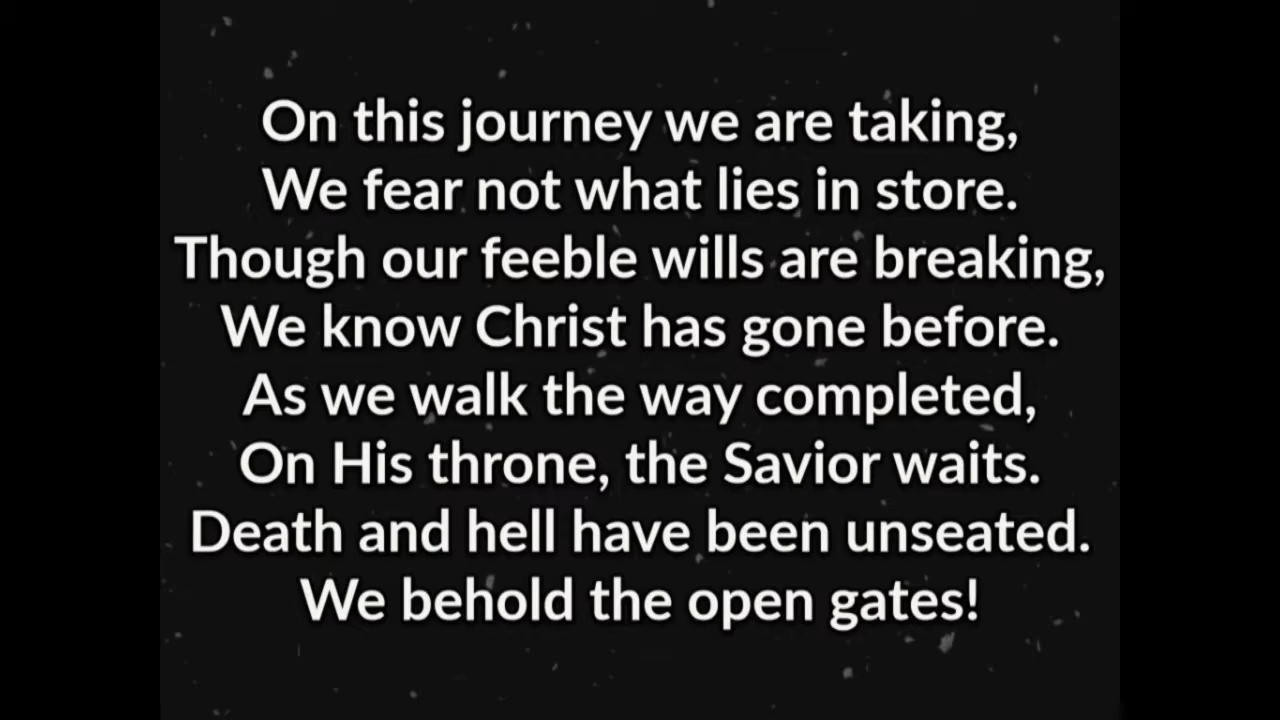 On this journey we are taking,
We fear not what lies in store.
Though our feeble wills are breaking,
We know Christ has gone before.
As we walk the way completed,
On His throne, the Savior waits.
Death and hell have been unseated.
We behold the open gates!